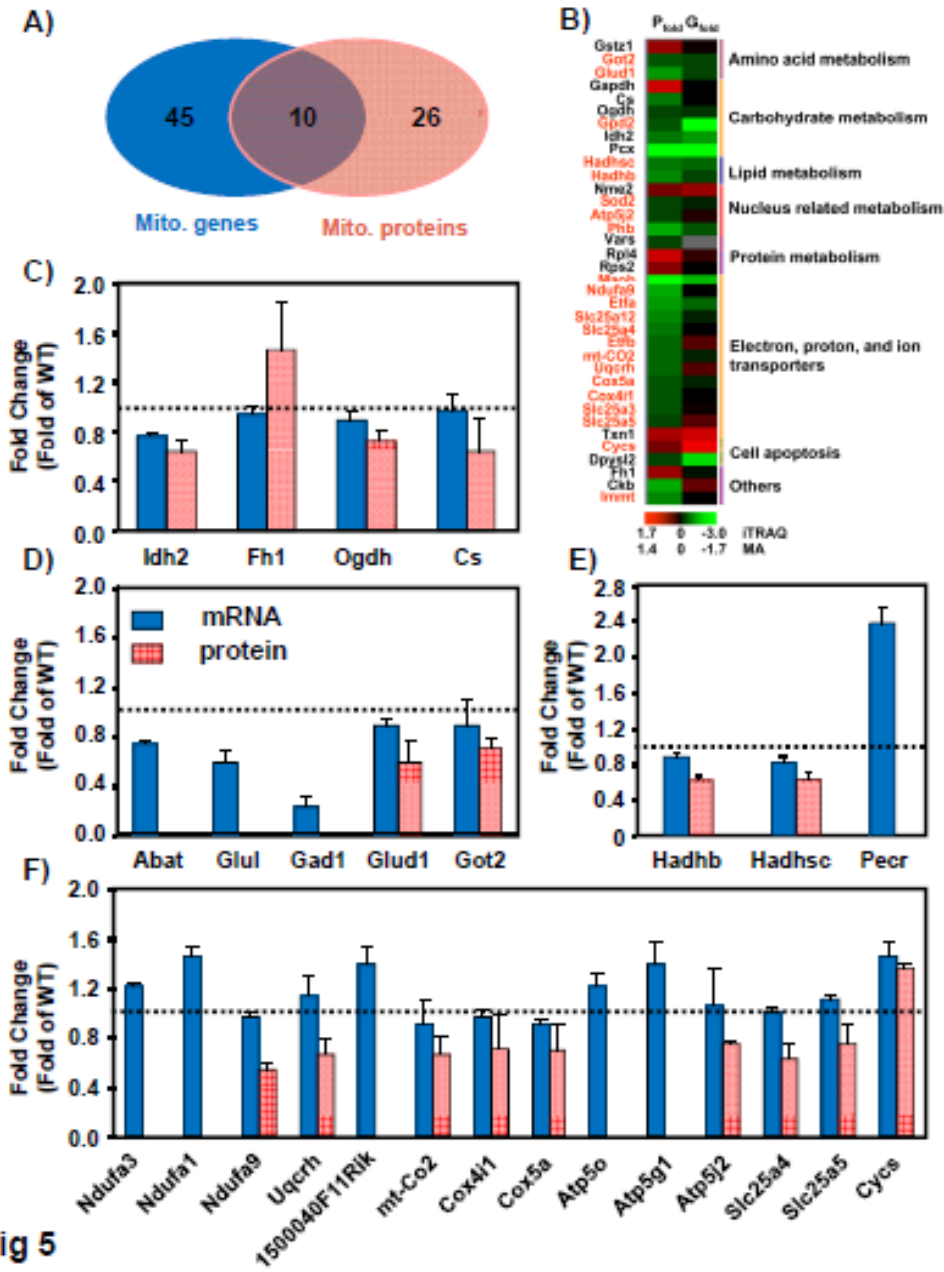 A)
45
10
26
Mito. genes
Mito. proteins
B)
Pfold Gfold
Gstz1
Got2
Glud1
Amino acid metabolism
Gapdh
Cs
Ogdh
Gpd2
Idh2
Pcx
Carbohydrate metabolism
Hadhsc
Hadhb
Lipid metabolism
Nme2
Sod2
Atp5j2
Phb
Nucleus related metabolism
Vars
Rpl4
Rps2
Protein metabolism
Ndufa9
Etfa
Slc25a12
Slc25a4
Etfb
mt-CO2
Uqcrh
Cox5a
Cox4i1
Slc25a3
Slc25a5
Electron, proton, and ion
transporters
Txn1
Cycs
Dpysl2
Cell apoptosis
Fh1
Ckb
Immt
Others
1.7 0 -3.0 iTRAQ
1.4 0 -1.7 MA
C)
Fold Change
(Fold of WT)
2.0
1.6
1.2
0.8
0.4
0.0
Idh2 Fh1 Ogdh Cs
D)
Fold Change
(Fold of WT)
2.0
1.6
1.2
0.8
0.4
0.0
mRNA
protein
Abat Glul Gad1 Glud1 Got2
E)
Fold Change
(Fold of WT)
2.8
2.4
2.0
1.6
1.2
0.8
0.4
0
Hadhb Hadhsc Pecr
F)
Fold Change
(Fold of WT)
2.0
1.6
1.2
0.8
0.4
0.0
Ndufa3 Ndufa1 Ndufa9 Uqcrh 1500040F11Rik mt-Co2 Cox4i1 Cox5a Atp5o Atp5g1 Atp5j2 Slc25a4 Slc25a5 Cycs
ig 5